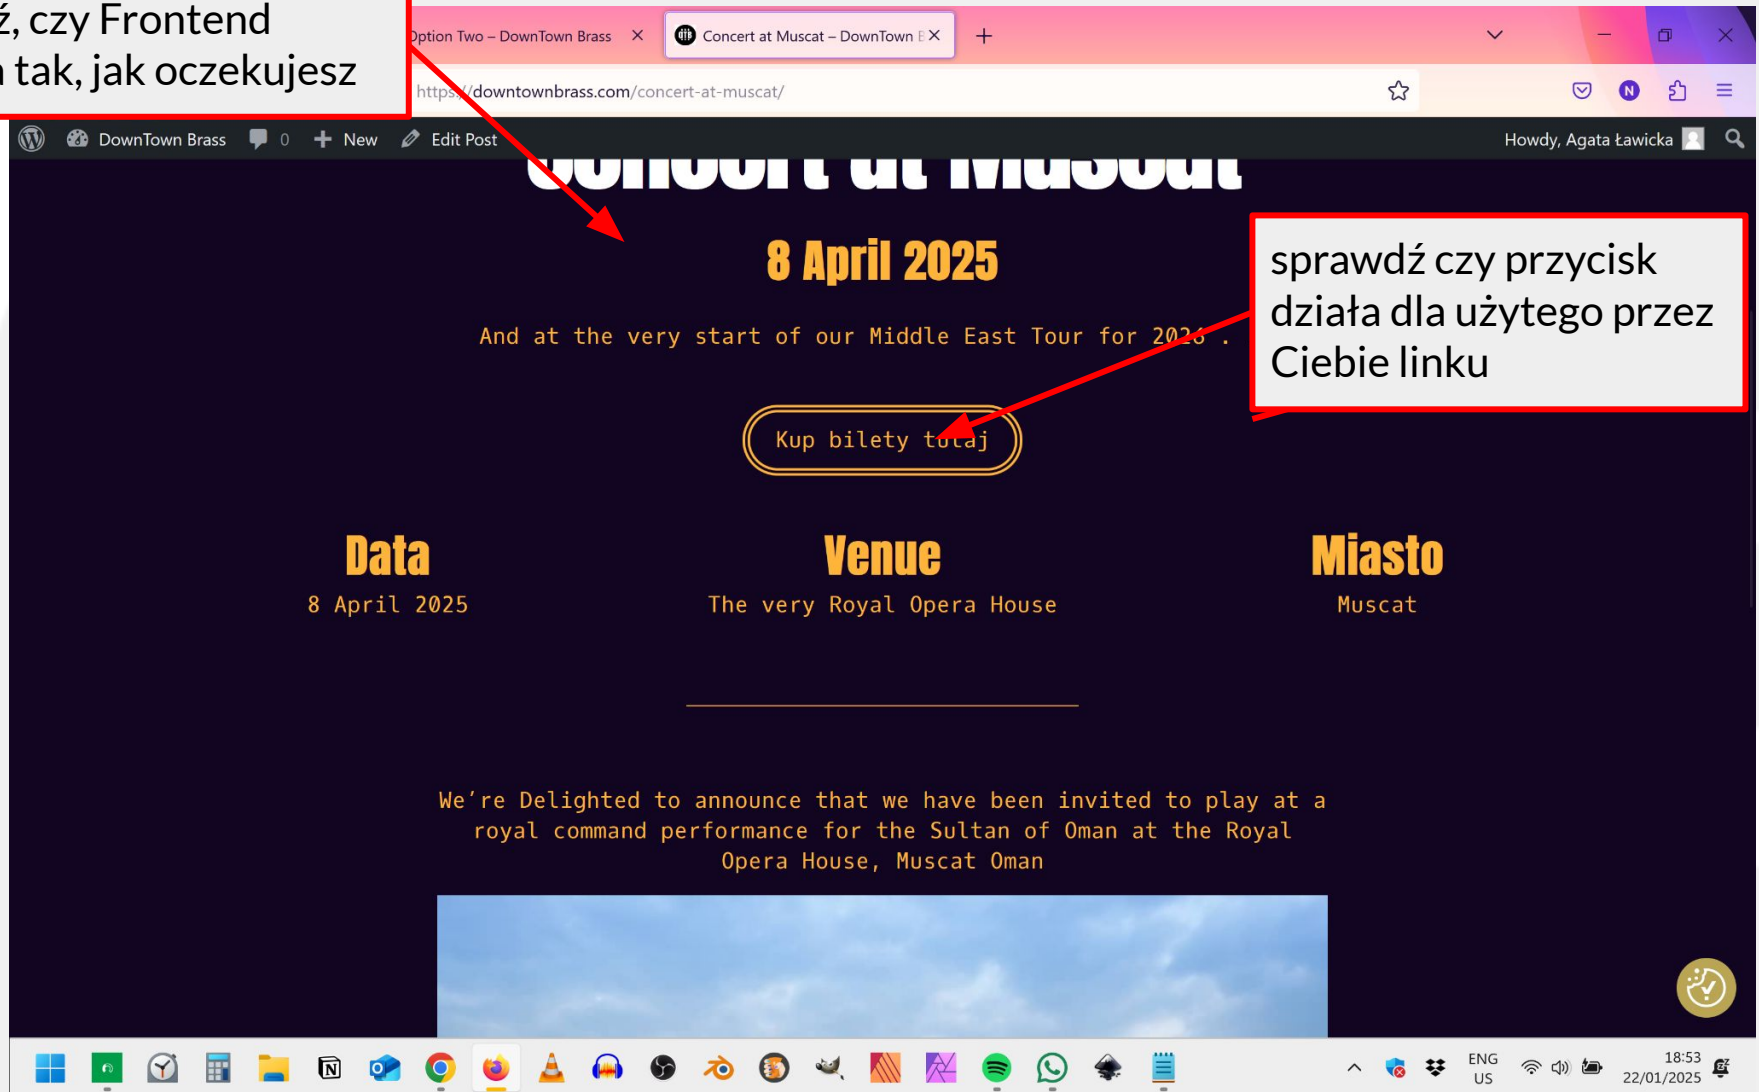 ź, czy Frontend
tak, jak oczekujesz
Option Two – DownTown Brass
Concert at Muscat – DownTown B
https://downtownbrass.com/concert-at-muscat/
DownTown Brass 0 New Edit Post
Howdy, Agata Ławicka
Concert at Muscat
8 April 2025
sprawdź czy przycisk
działa dla użytego przez
Ciebie linku
And at the very start of our Middle East Tour for 2026 .
Kup bilety tutaj
Data
8 April 2025
Venue
The very Royal Opera House
Miasto
Muscat
We’re Delighted to announce that we have been invited to play at a
royal command performance for the Sultan of Oman at the Royal
Opera House, Muscat Oman
ENG
US
18:53
22/01/2025